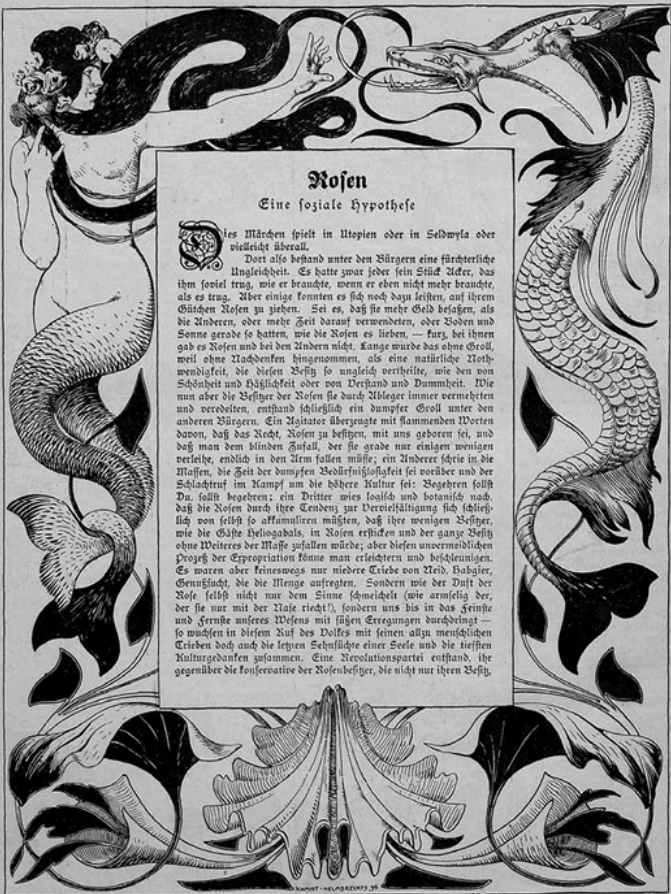 Rosen
Eine soziale Hypothese
Dies Märchen spielt in Utopien oder in Seldwyla oder
vielleicht überall.
Dort also bestand unter den Bürgern eine fürchterliche
Ungleichheit. Es hatte zwar jeder sein Stück Acker, das
ihm soviel trug, wie er brauchte, wenn er eben nicht mehr brauchte,
als es trug. Aber einige konnten es sich noch dazu leisten, auf ihrem
Gütchen Rosen zu ziehen. Sei es, daß sie mehr Geld besaßen, als
die Anderen, oder mehr Zeit darauf verwendeten, oder Boden und
Sonne gerade so hatten, wie die Rosen es lieben, — kurz, bei ihnen
gab es Rosen und bei den Andern nicht. Lange wurde das ohne Groll,
weil ohne Nachdenken hingenommen, als eine natürliche Noth-
wendigkeit, die diesen Besitz so ungleich vertheilte, wie den von
Schönheit und Häßlichkeit oder von Verstand und Dummheit. Wie
nun aber die Besitzer der Rosen sie durch Ableger immer vermehrten
und veredelten, entstand schließlich ein dumpfer Groll unter den
anderen Bürgern. Ein Agitator überzeugte mit flammenden Worten
davon, daß das Recht, Rosen zu besitzen, mit uns geboren sei, und
daß man dem blinden Zufall, der sie grade nur einigen wenigen
verleihe, endlich in den Arm fallen müsse; ein Anderer schrie in die
Massen, die Zeit der dumpfen Bedürfnißlosigkeit sei vorüber und der
Schlachtruf im Kampf um die höhere Kultur sei: Begehren sollst
Du, sollst begehren; ein Dritter wies logisch und botanisch nach,
daß die Rosen durch ihre Tendenz zur Vervielfältigung sich schließ-
lich von selbst so akkumuliren müßten, daß ihre wenigen Besitzer,
wie die Gäste Heliogabals, in Rosen ersticken und der ganze Besitz
ohne Weiteres der Masse zufallen würde; aber diesen unvermeidlichen
Prozeß der Expropriation könne man erleichtern und beschleunigen.
Es waren aber keineswegs nur niedere Triebe von Neid, Habgier,
Genußsucht, die die Menge aufregten. Sondern wie der Duft der
Rose selbst nicht nur dem Sinne schmeichelt (wie armselig der,
der sie nur mit der Nase riecht!), sondern uns bis in das Feinste
und Fernste unseres Wesens mit süßen Erregungen durchdringt —
so wuchsen in diesem Ruf des Volkes mit seinen allzu menschlichen
Trieben doch auch die letzten Sehnsüchte einer Seele und die tiefsten
Kulturgedanken zusammen. Eine Revolutionspartei entstand, ihr
gegenüber die konservative der Rosenbesitzer, die nicht nur ihren Besitz,
SCHMIDT-HELMBRECHTS 96